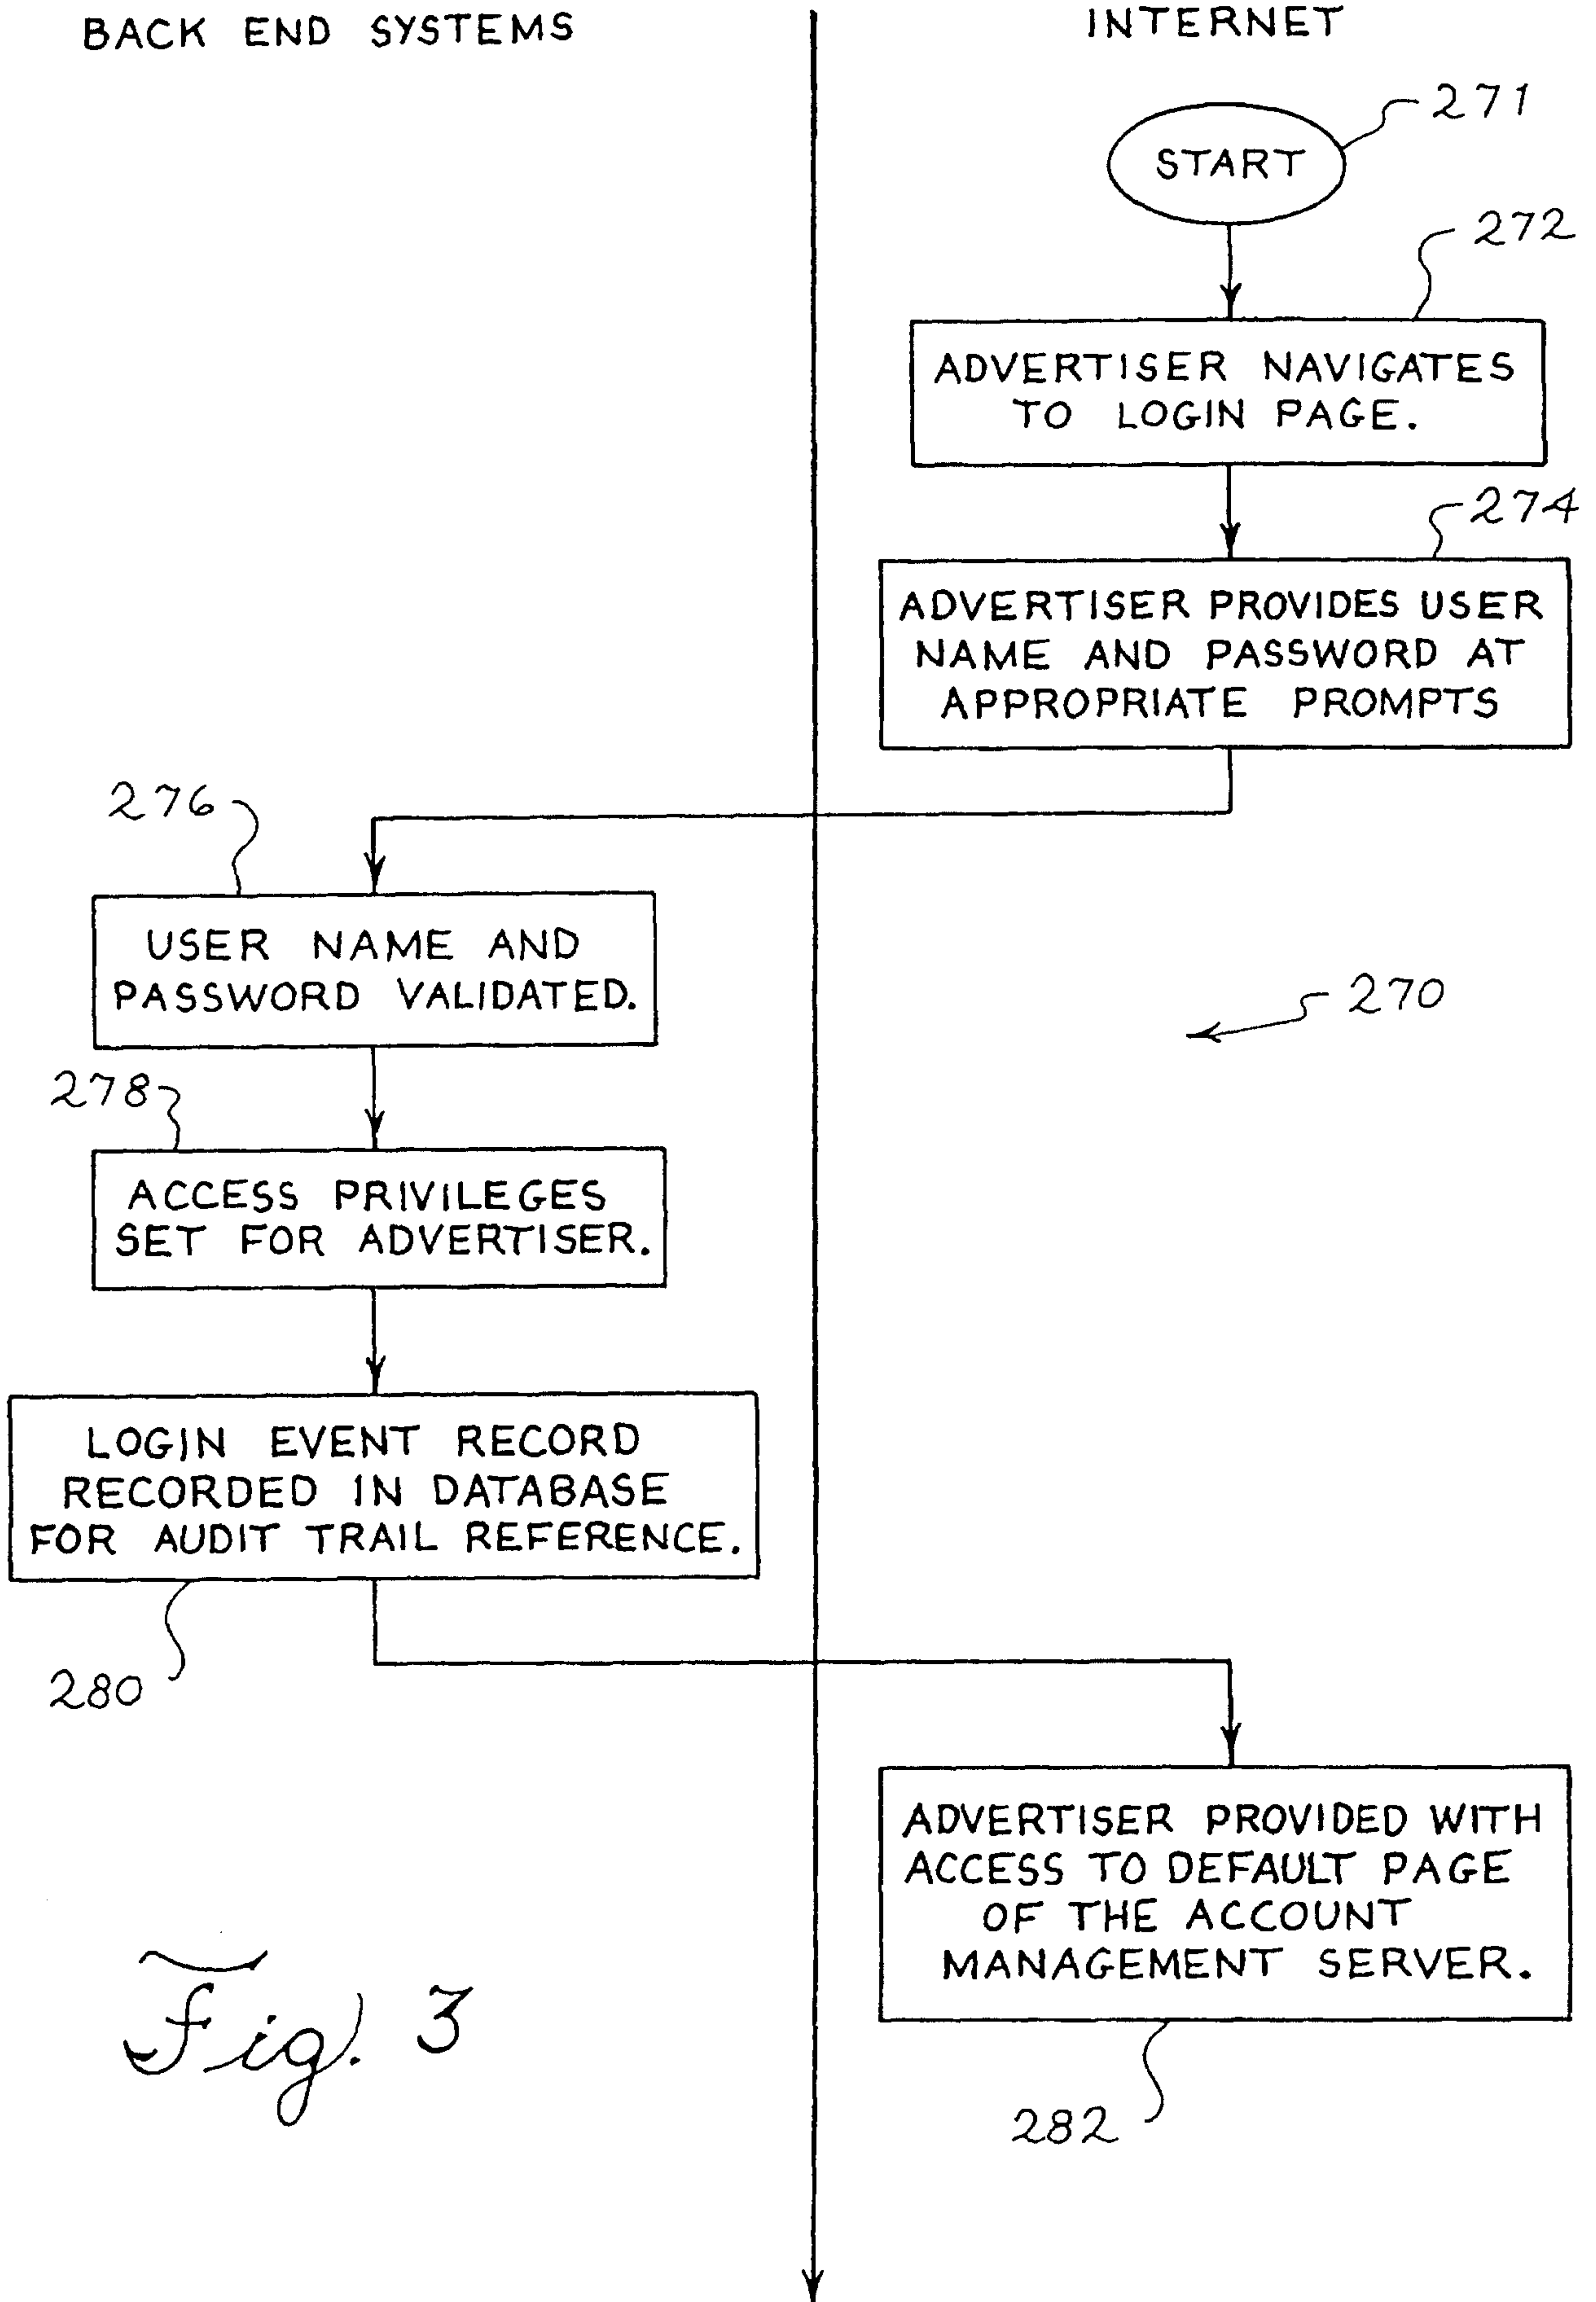 BACK END SYSTEMS
INTERNET
START
271
272
ADVERTISER NAVIGATES
TO LOGIN PAGE.
274
ADVERTISER PROVIDES USER
NAME AND PASSWORD AT
APPROPRIATE PROMPTS
276
USER NAME AND
PASSWORD VALIDATED.
270
278
ACCESS PRIVILEGES
SET FOR ADVERTISER.
LOGIN EVENT RECORD
RECORDED IN DATABASE
FOR AUDIT TRAIL REFERENCE.
280
ADVERTISER PROVIDED WITH
ACCESS TO DEFAULT PAGE
OF THE ACCOUNT
MANAGEMENT SERVER.
282
Fig. 3